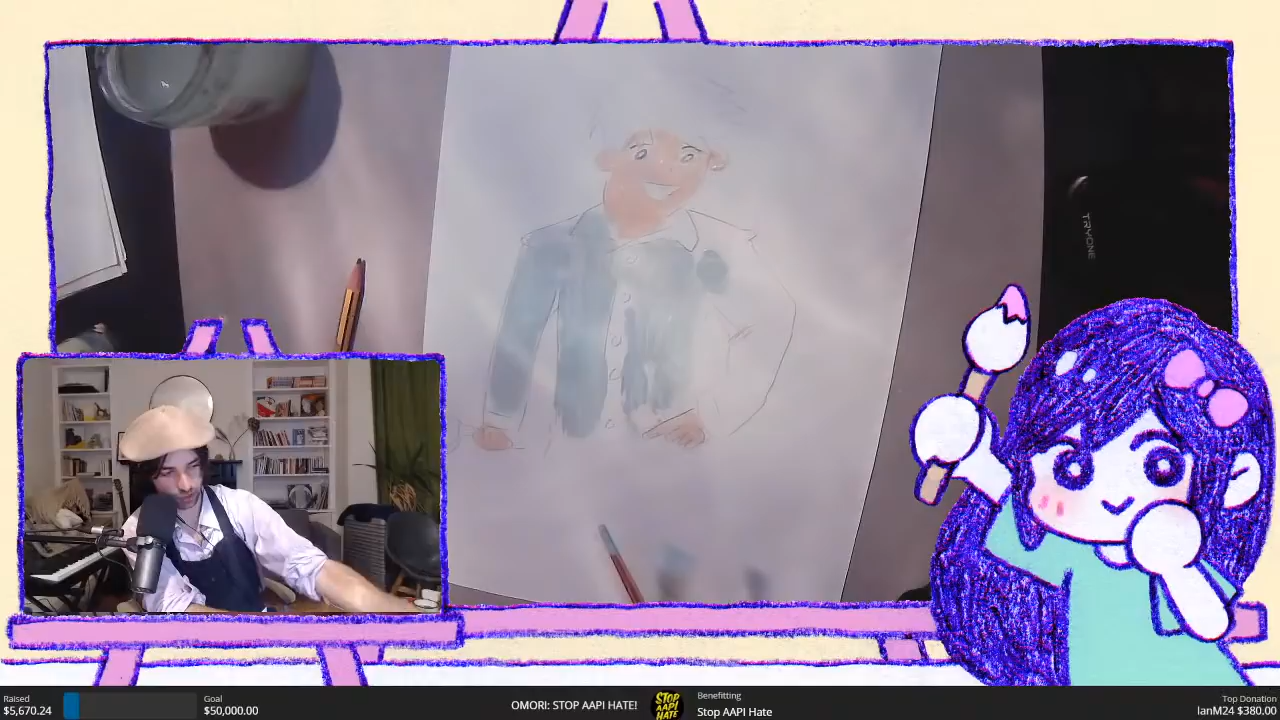 TRVONE
Raised
$5,670.24
Goal
$50,000.00
OMORI: STOP AAPI HATE!
STOP
AAPI
HATE
Benefitting
Stop AAPI Hate
Top Donation
IanM24 $380.00